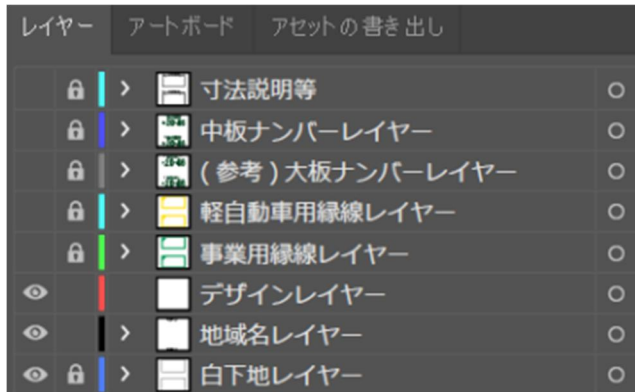 レイヤー アートボード アセットの書き出し
寸法説明等
中板ナンバーレイヤー
(参考)大板ナンバーレイヤー
軽自動車用縁線レイヤー
事業用縁線レイヤー
デザインレイヤー
地域名レイヤー
白下地レイヤー